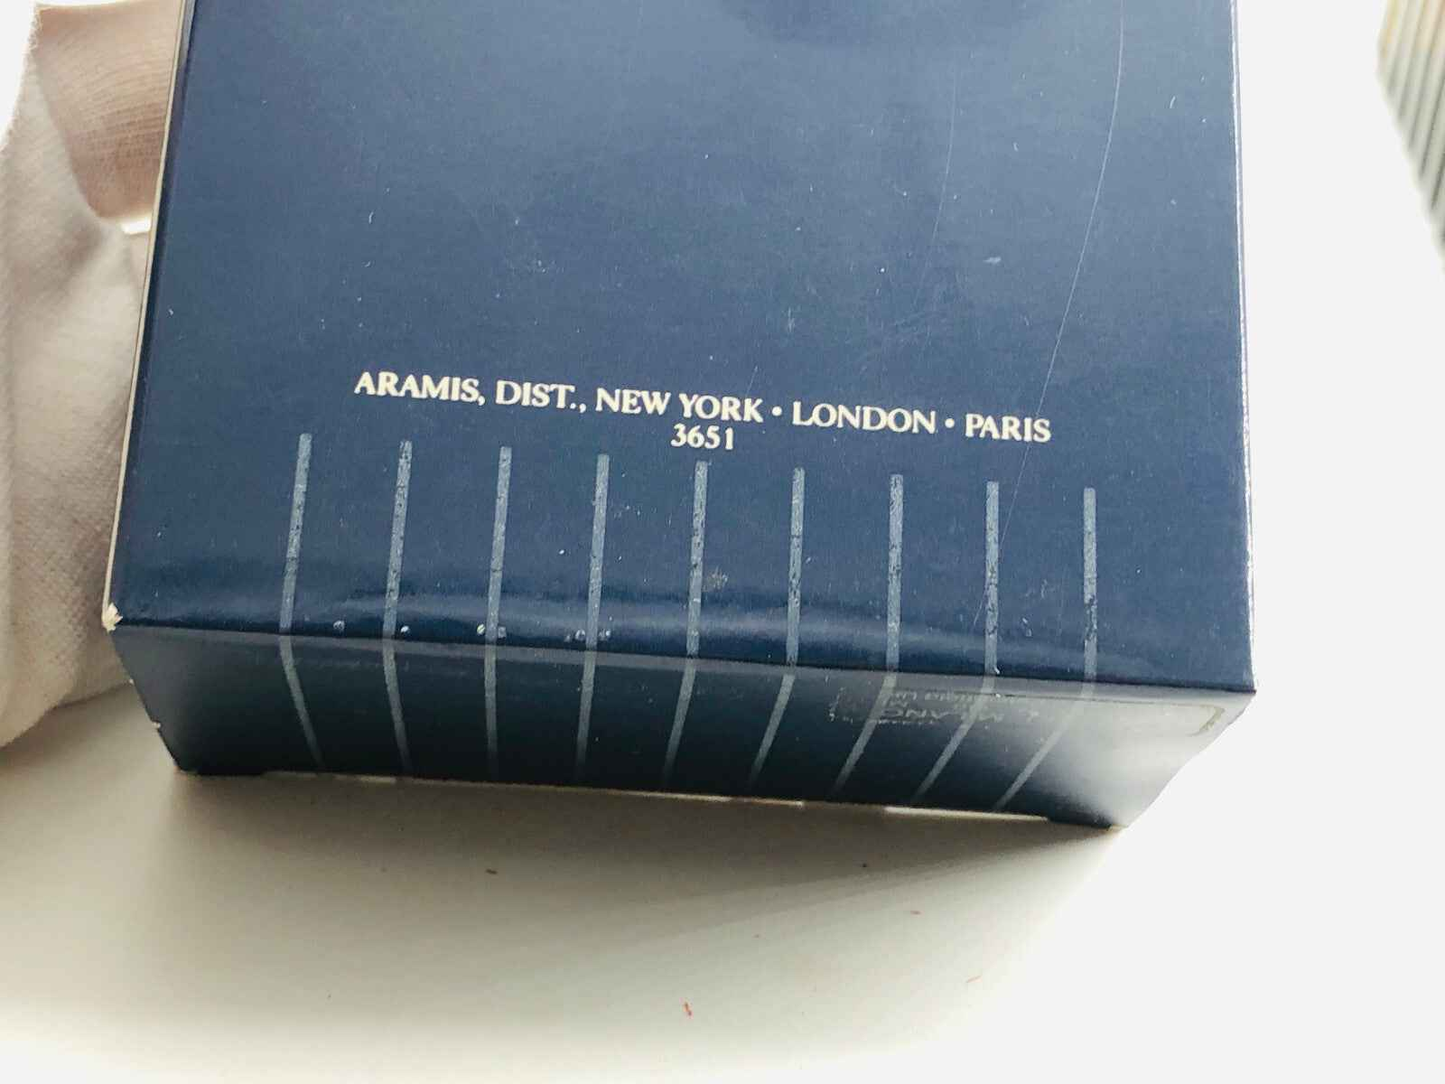 ARAMIS, DIST., NEW YORK • LONDON • PARIS
3651